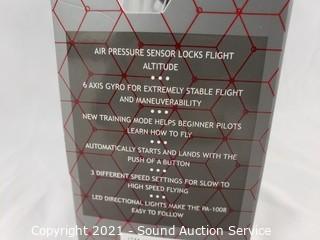 AIR PRESSURE SENSOR LOCKS FLIGHT
ALTITUDE
6 AXIS GYRO FOR EXTREMELY STABLE FLIGHT
AND MANEUVERABILITY
NEW TRAINING MODE HELPS BEGINNER PILOTS
LEARN HOW TO FLY
AUTOMATICALLY STARTS AND LANDS WITH THE
PUSH OF A BUTTON
3 DIFFERENT SPEED SETTINGS FOR SLOW TO
HIGH SPEED FLYING
LED DIRECTIONAL LIGHTS MAKE THE PA-1008
EASY TO FOLLOW
Copyright 2021 - Sound Auction Service